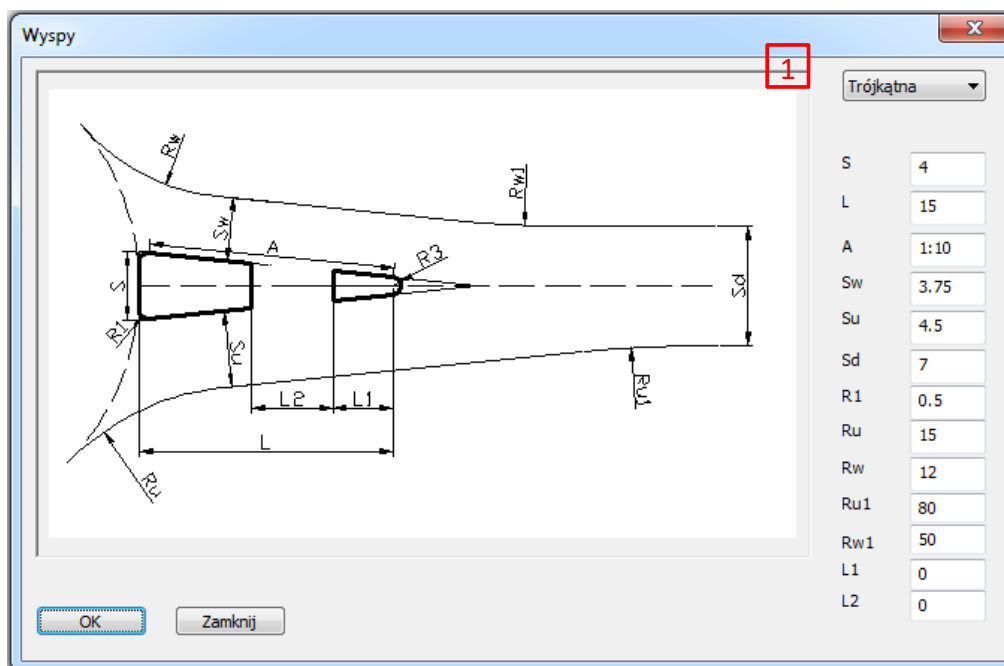 Wyspy
x
1
Trójkątna
S 4
L 15
A 1:10
Sw 3.75
Su 4.5
Sd 7
R1 0.5
Ru 15
Rw 12
Ru1 80
Rw1 50
L1 0
L2 0
Rw
Rw1
Sw
A
R3
S
Sd
R1
Su
Ru1
L2
L1
L
Ru
OK
Zamknij